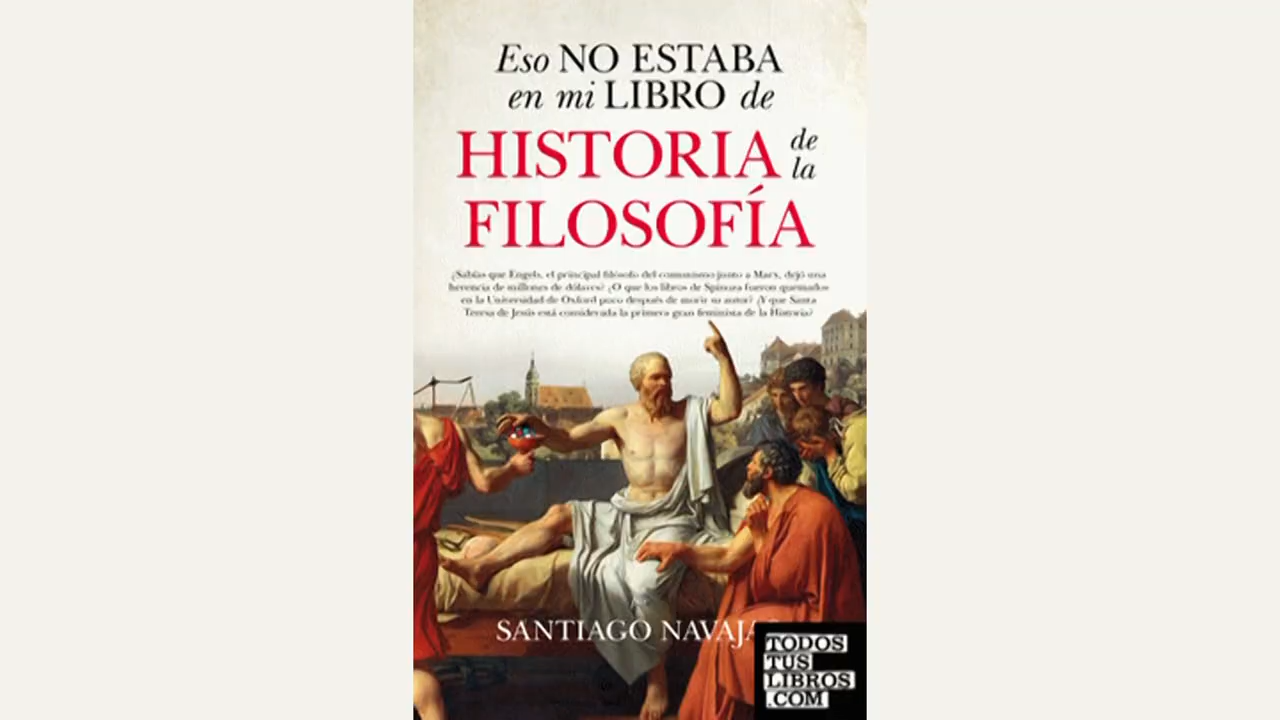 Eso NO ESTABA
en mi LIBRO de
HISTORIA de la
FILOSOFÍA
¿Sabías que Engels, el principal filósofo del comunismo junto a Marx, dejó una
herencia de millones de dólares? ¿O que los libros de Spinoza fueron quemados
en la Universidad de Oxford poco después de morir su autor? ¿Y que Santa
Teresa de Jesús está considerada la primera gran feminista de la Historia?
SANTIAGO
TODOS
TUS
LIBROS
.COM